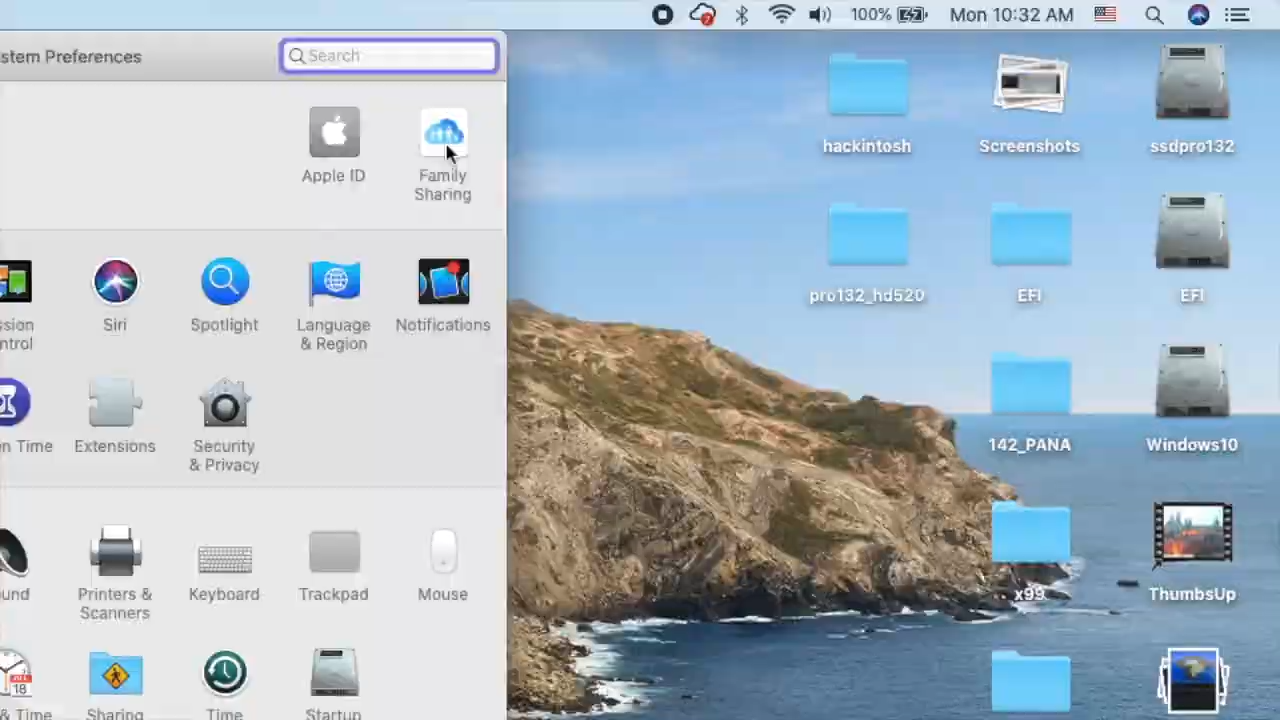 100%
Mon 10:32 AM
stem Preferences
Search
Apple ID
Family
Sharing
ssion
ntrol
Siri
Spotlight
Language
& Region
Notifications
en Time
Extensions
Security
& Privacy
und
Printers &
Scanners
Keyboard
Trackpad
Mouse
& Time
Sharing
Time
Startup
hackintosh
Screenshots
ssdpro132
pro132_hd520
EFI
EFI
142_PANA
Windows10
x99
ThumbsUp